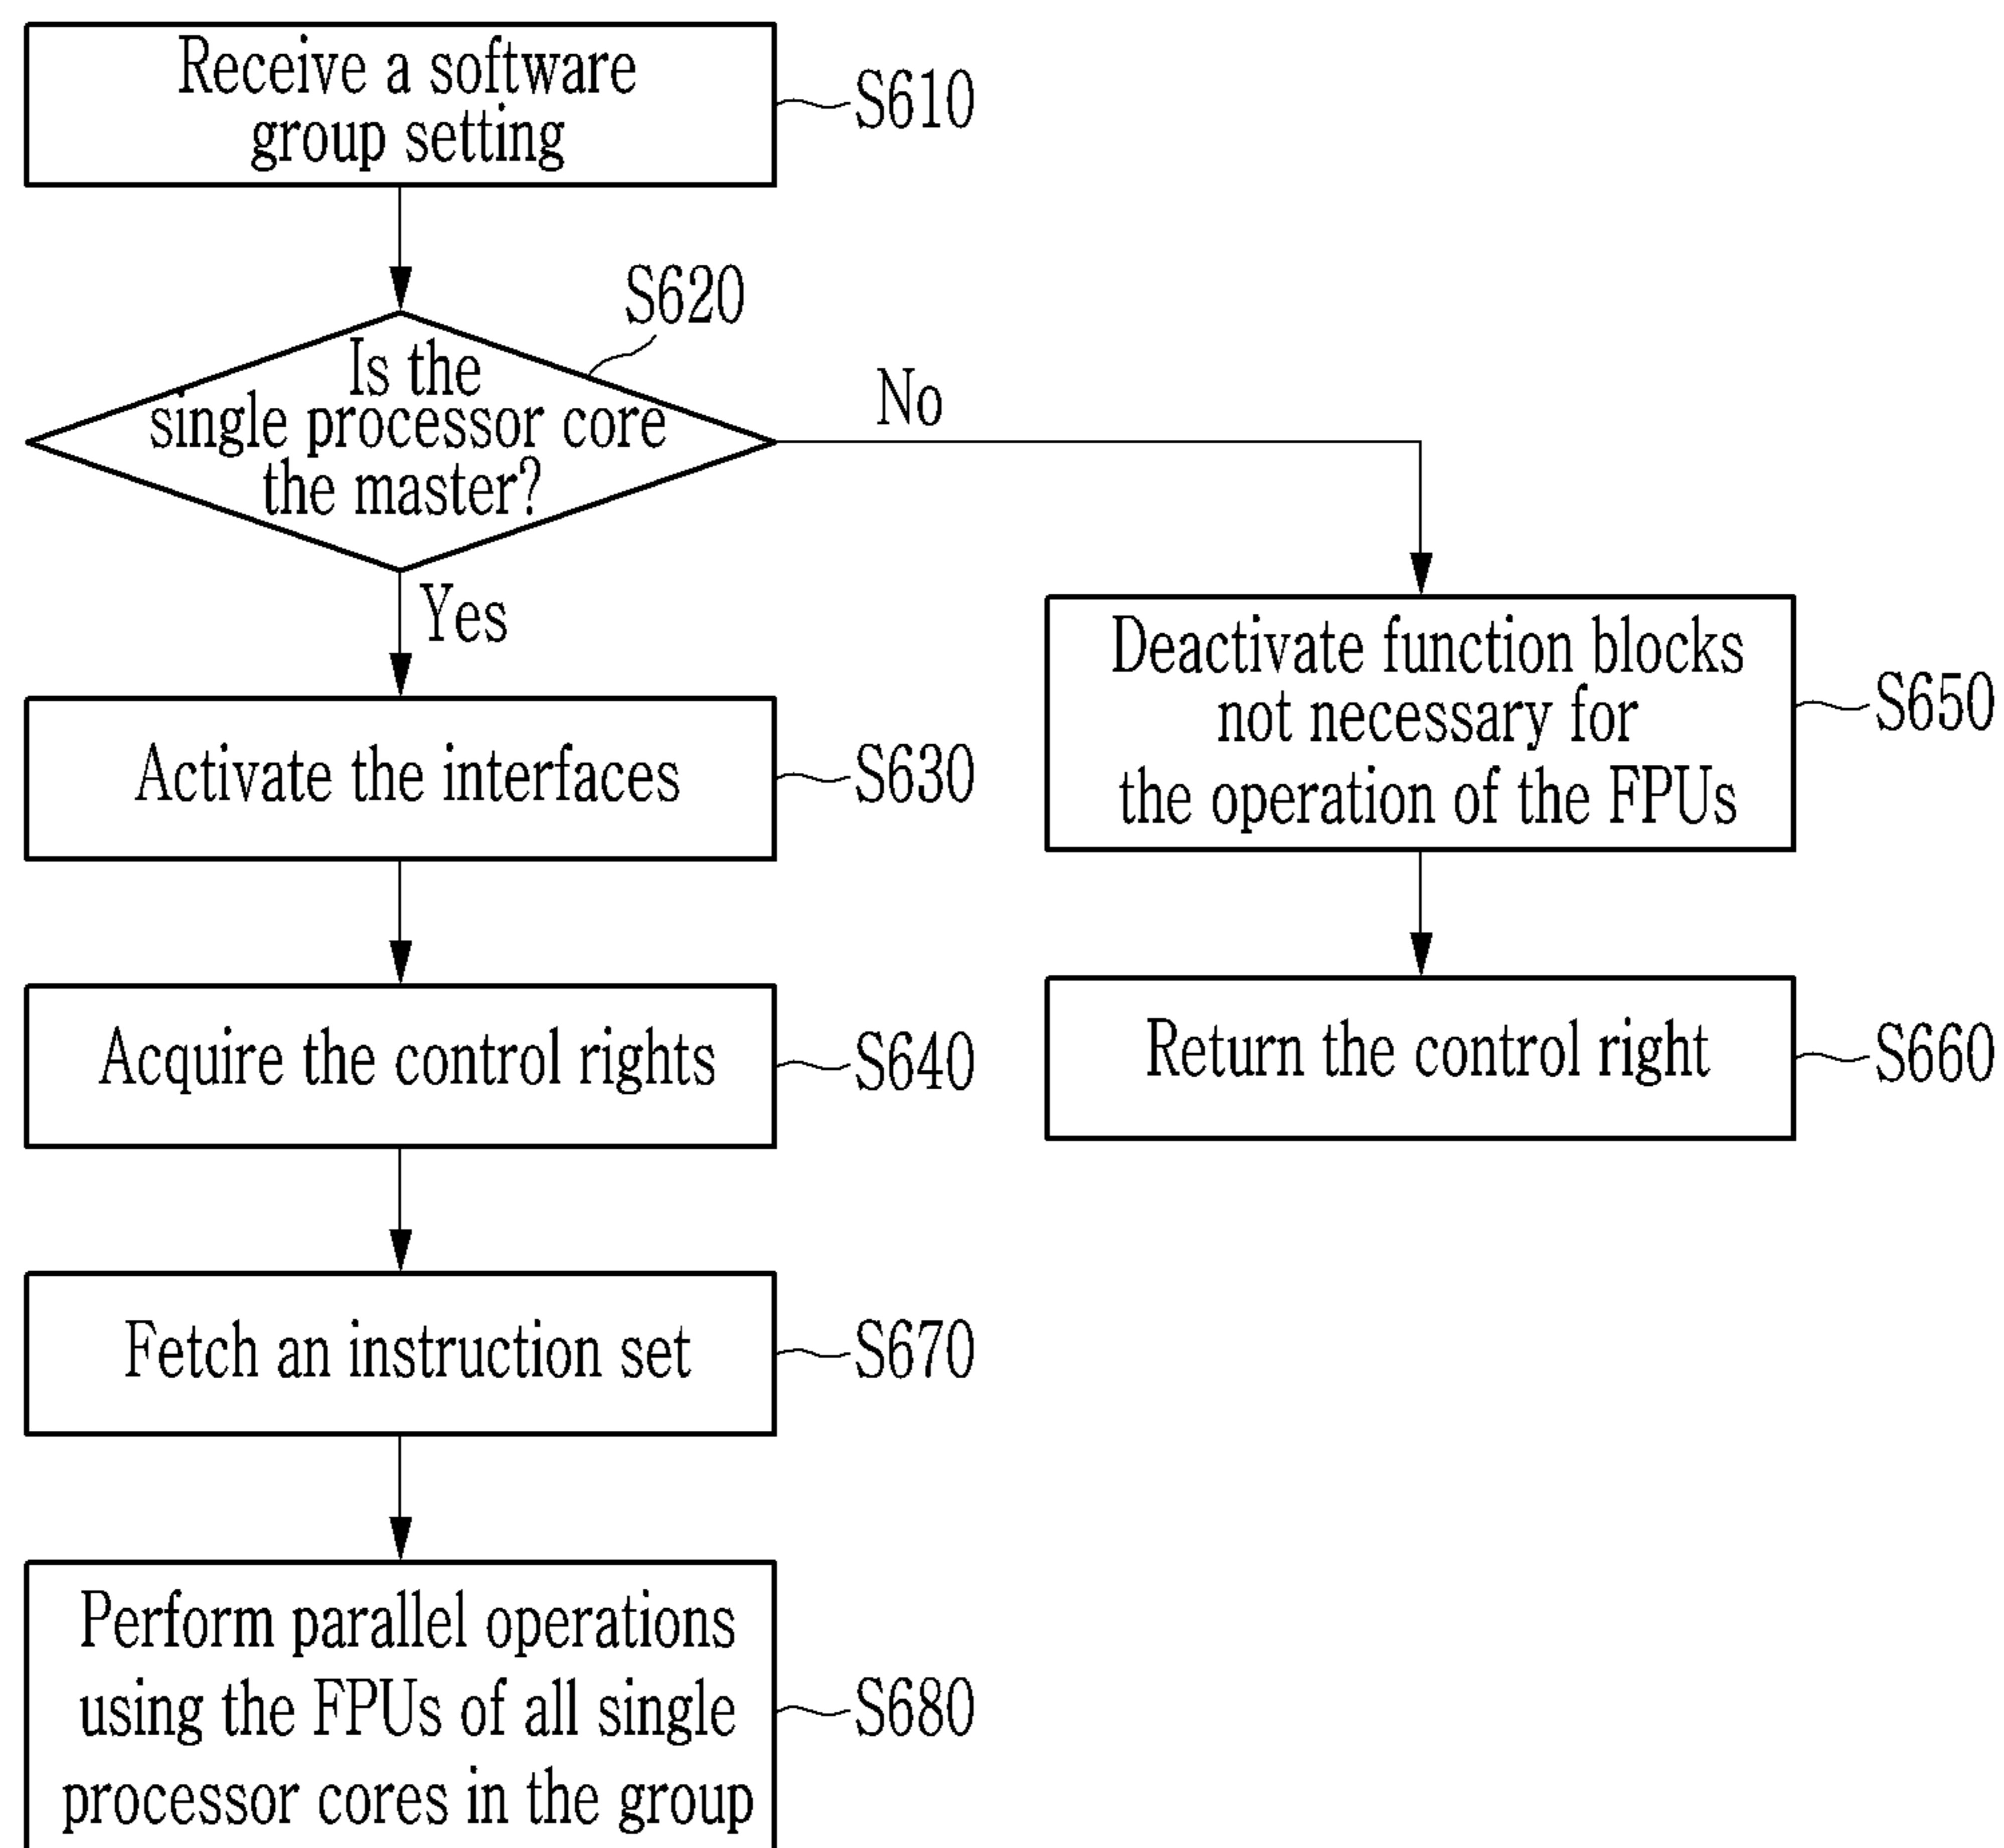 Receive a software
group setting
S610
S620
Is the
single processor core
the master?
No
Yes
Activate the interfaces
S630
Deactivate function blocks
not necessary for
the operation of the FPUs
S650
Acquire the control rights
S640
Return the control right
S660
Fetch an instruction set
S670
Perform parallel operations
using the FPUs of all single
processor cores in the group
S680